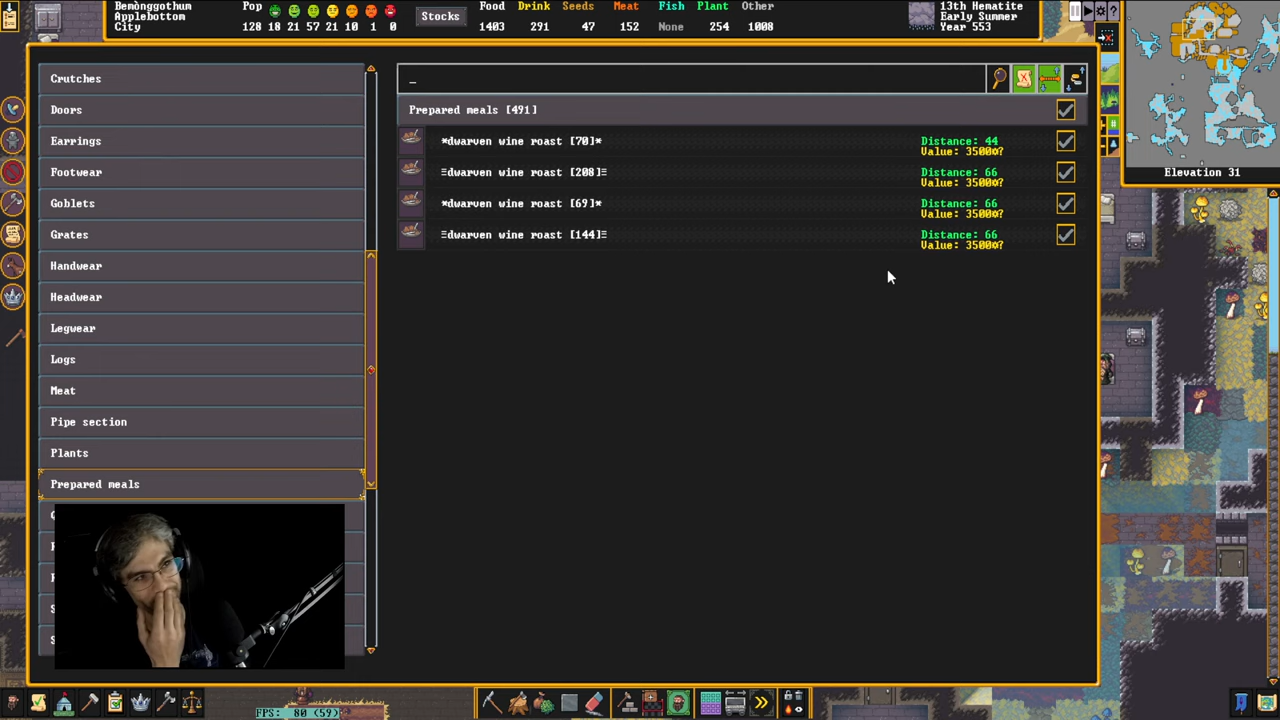 Bemònggothum
Applebottom
City
Pop
128 18 21 57 21 10 1 0
Stocks
Food Drink Seeds Meat Fish Plant Other
1403 291 47 152 None 254 1008
13th Hematite
Early Summer
Year 553
Elevation 31
Crutches
Doors
Earrings
Footwear
Goblets
Grates
Handwear
Headwear
Legwear
Logs
Meat
Pipe section
Plants
Prepared meals
_
Prepared meals [491]
*dwarven wine roast [70]* Distance: 44
Value: 3500☼?
≡dwarven wine roast [208]≡ Distance: 66
Value: 3500☼?
*dwarven wine roast [69]* Distance: 66
Value: 3500☼?
≡dwarven wine roast [144]≡ Distance: 66
Value: 3500☼?
FPS: 80 (59)